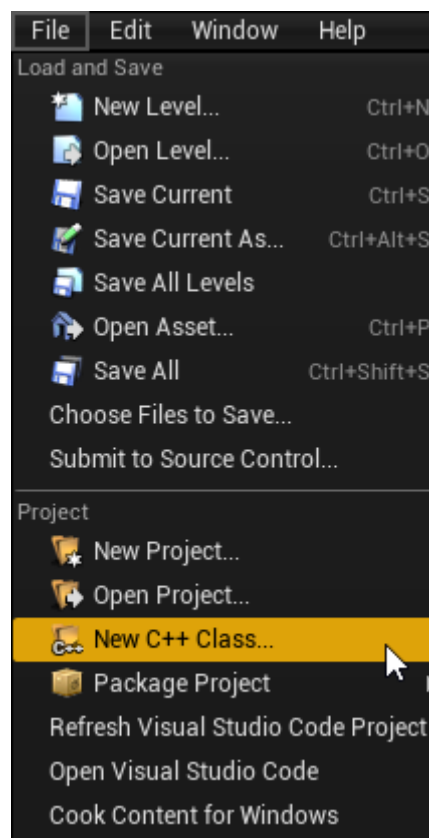 File Edit Window Help
Load and Save
New Level... Ctrl+N
Open Level... Ctrl+O
Save Current Ctrl+S
Save Current As... Ctrl+Alt+S
Save All Levels
Open Asset... Ctrl+P
Save All Ctrl+Shift+S
Choose Files to Save...
Submit to Source Control...
Project
New Project...
Open Project...
C++ New C++ Class...
Package Project
Refresh Visual Studio Code Project
Open Visual Studio Code
Cook Content for Windows